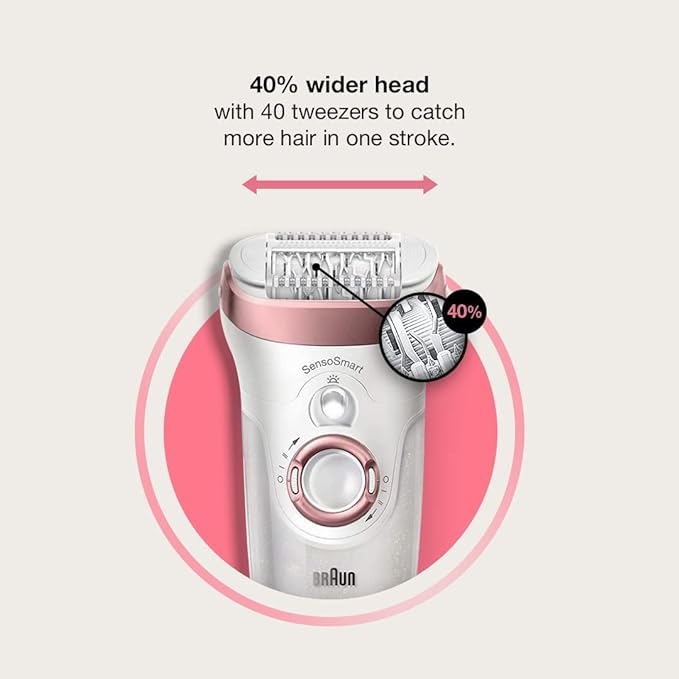 40% wider head
with 40 tweezers to catch
more hair in one stroke.
40%
SensoSmart
BRAUN